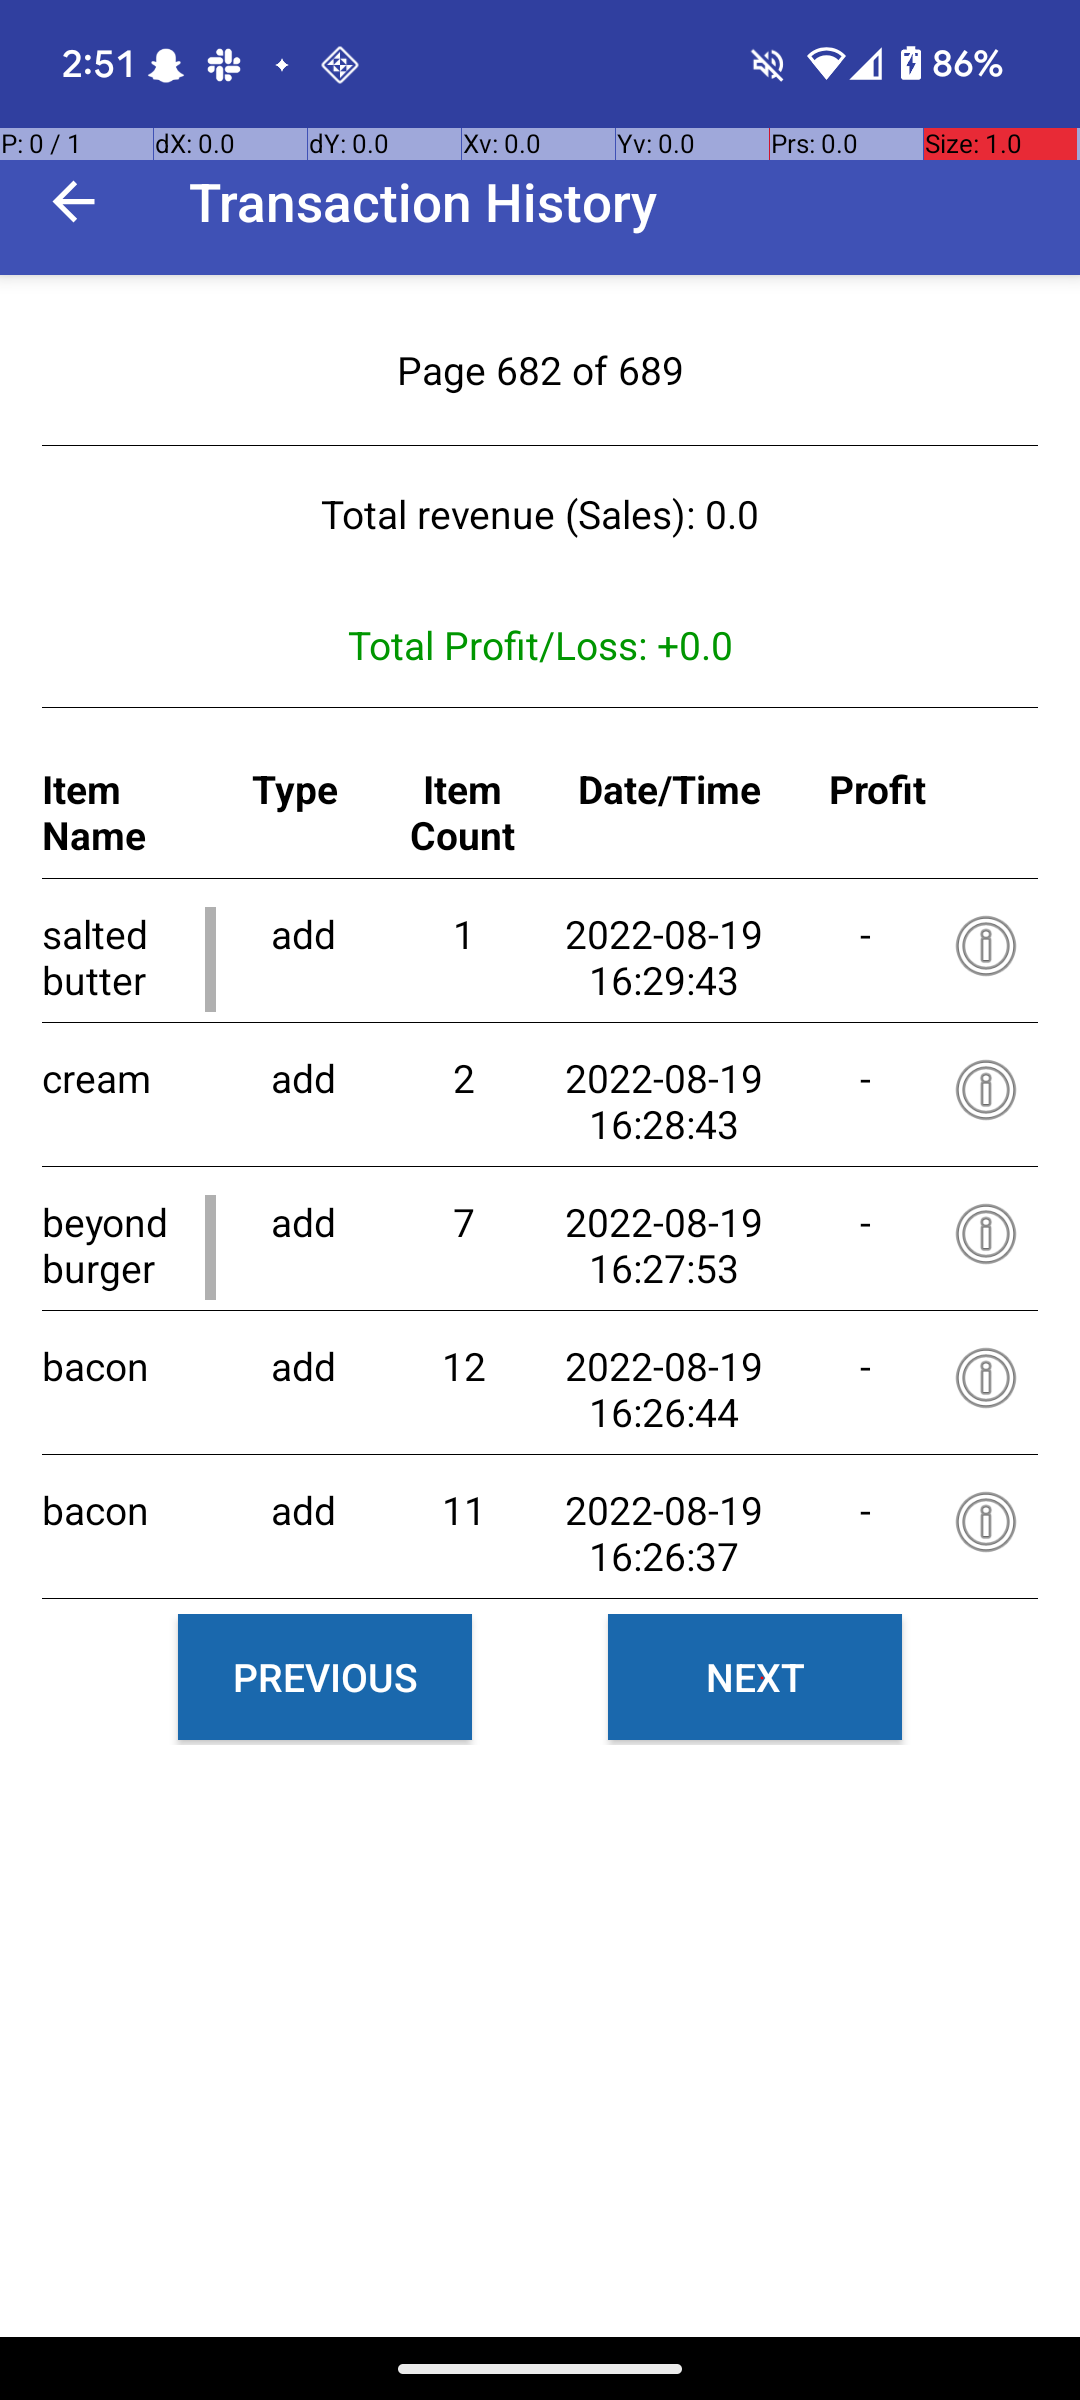 2:51 86%
P: 0 / 1 dX: 0.0 dY: 0.0 Xv: 0.0 Yv: 0.0 Prs: 0.0 Size: 1.0
Transaction History
Page 682 of 689
Total revenue (Sales): 0.0
Total Profit/Loss: +0.0
Item Type Item Date/Time Profit
Name Count
salted add 1 2022-08-19 -
butter 16:29:43
cream add 2 2022-08-19 -
16:28:43
beyond add 7 2022-08-19 -
burger 16:27:53
bacon add 12 2022-08-19 -
16:26:44
bacon add 11 2022-08-19 -
16:26:37
PREVIOUS NEXT